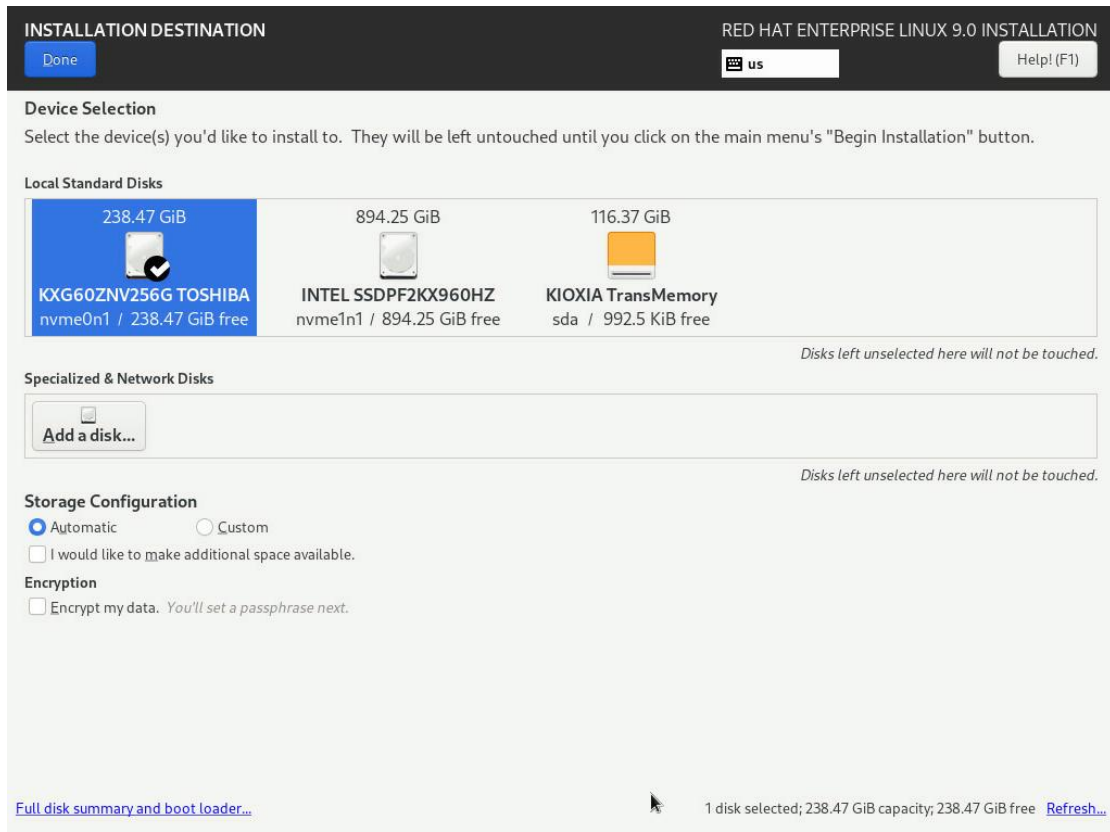 INSTALLATION DESTINATION
RED HAT ENTERPRISE LINUX 9.0 INSTALLATION
Done
us
Help! (F1)
Device Selection
Select the device(s) you'd like to install to. They will be left untouched until you click on the main menu's "Begin Installation" button.
Local Standard Disks
238.47 GiB
KXG60ZNV256G TOSHIBA
nvme0n1 / 238.47 GiB free
894.25 GiB
INTEL SSDPF2KX960HZ
nvme1n1 / 894.25 GiB free
116.37 GiB
KIOXIA TransMemory
sda / 992.5 KiB free
Disks left unselected here will not be touched.
Specialized & Network Disks
Add a disk...
Disks left unselected here will not be touched.
Storage Configuration
Automatic
Custom
I would like to make additional space available.
Encryption
Encrypt my data. You'll set a passphrase next.
Full disk summary and boot loader...
1 disk selected; 238.47 GiB capacity; 238.47 GiB free Refresh...